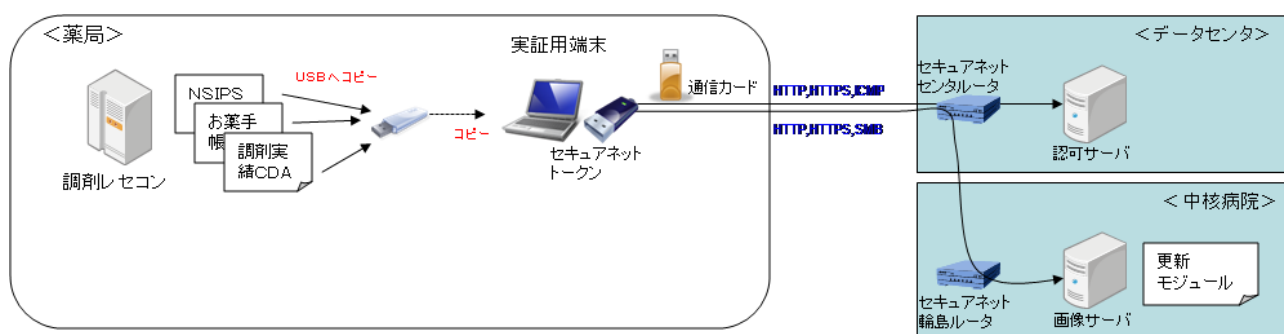 ＜薬局＞
実証用端末
USBへコピー
NSIPS
お薬手
帳
調剤実
績CDA
調剤レセコン
コピー
セキュアネット
トークン
通信カード
HTTP,HTTPS,ICMP
HTTP,HTTPS,SMB
＜データセンタ＞
セキュアネット
センタルータ
認可サーバ
＜中核病院＞
セキュアネット
輪島ルータ
画像サーバ
更新
モジュール